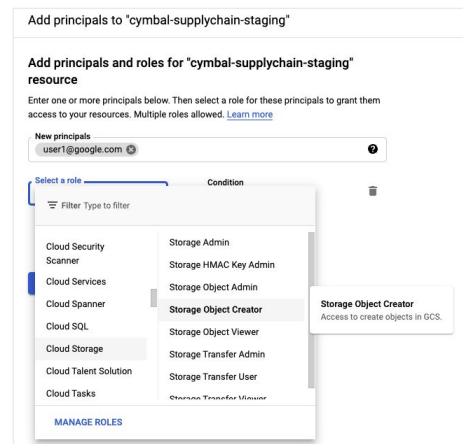 Add principals to "cymbal-supplychain-staging"
Add principals and roles for "cymbal-supplychain-staging"
resource
Enter one or more principals below. Then select a role for these principals to grant them
access to your resources. Multiple roles allowed. Learn more
New principals
user1@google.com
Select a role
Condition
Filter Type to filter
Cloud Security
Scanner
Cloud Services
Cloud Spanner
Cloud SQL
Cloud Storage
Cloud Talent Solution
Cloud Tasks
Storage Admin
Storage HMAC Key Admin
Storage Object Admin
Storage Object Creator
Storage Object Viewer
Storage Transfer Admin
Storage Transfer User
Storage Transfer Viewer
Storage Object Creator
Access to create objects in GCS.
MANAGE ROLES